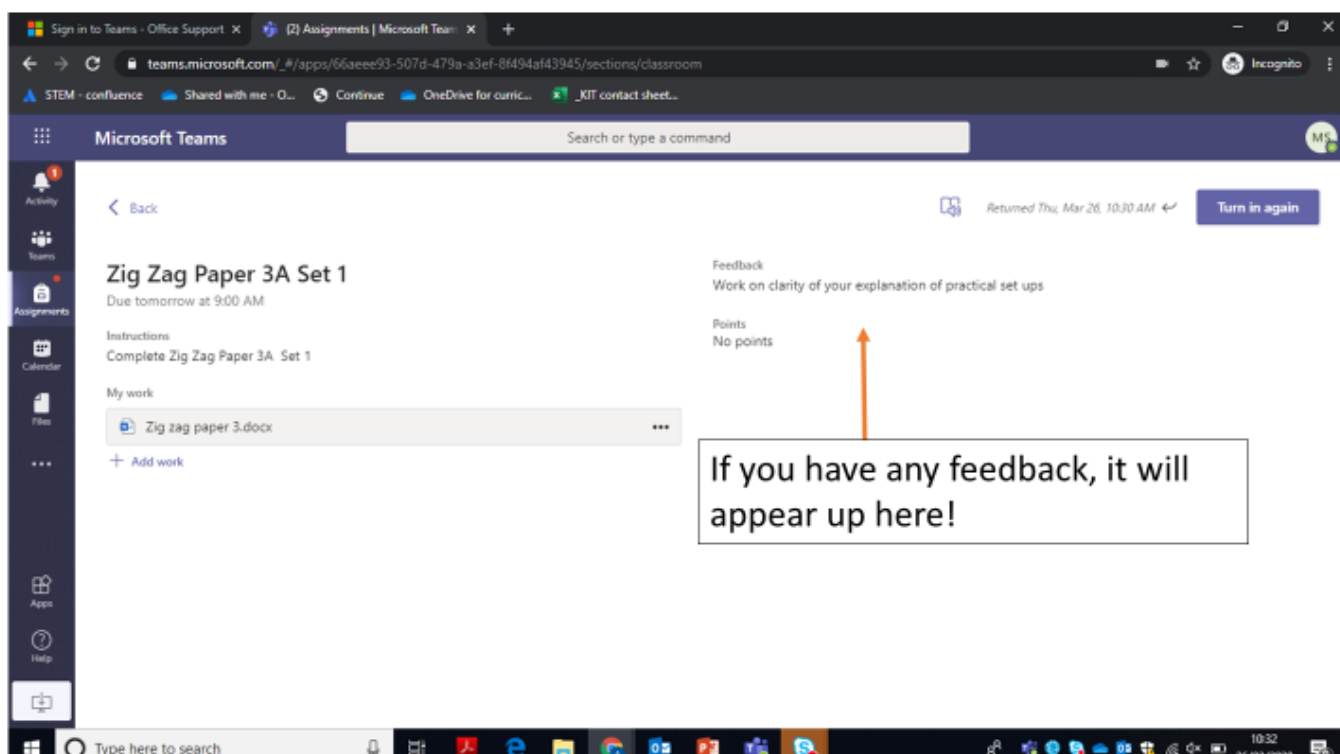 Sign in to Teams - Office Support
(2) Assignments | Microsoft Team
teams.microsoft.com/_#/apps/66aeee93-507d-479a-a3ef-8f494af43945/sections/classroom
Incognito
STEM - confluence
Shared with me - O...
Continue
OneDrive for curric...
_KIT contact sheet...
Microsoft Teams
Search or type a command
MS
1
Activity
Back
Returned Thu, Mar 26, 10:30 AM
Turn in again
Teams
Zig Zag Paper 3A Set 1
Due tomorrow at 9:00 AM
Feedback
Work on clarity of your explanation of practical set ups
Assignments
Instructions
Complete Zig Zag Paper 3A Set 1
Points
No points
Calendar
My work
Files
Zig zag paper 3.docx
Add work
If you have any feedback, it will
appear up here!
Apps
Help
Type here to search
10:32